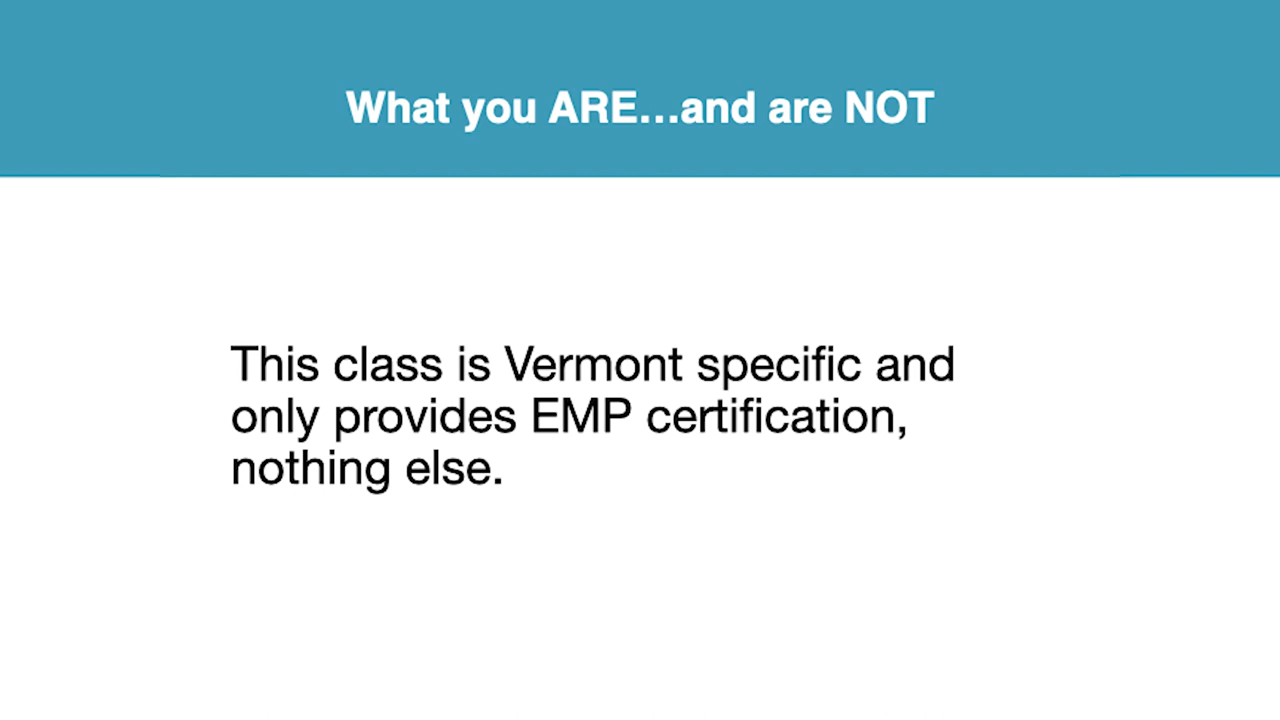 What you ARE...and are NOT
This class is Vermont specific and
only provides EMP certification,
nothing else.